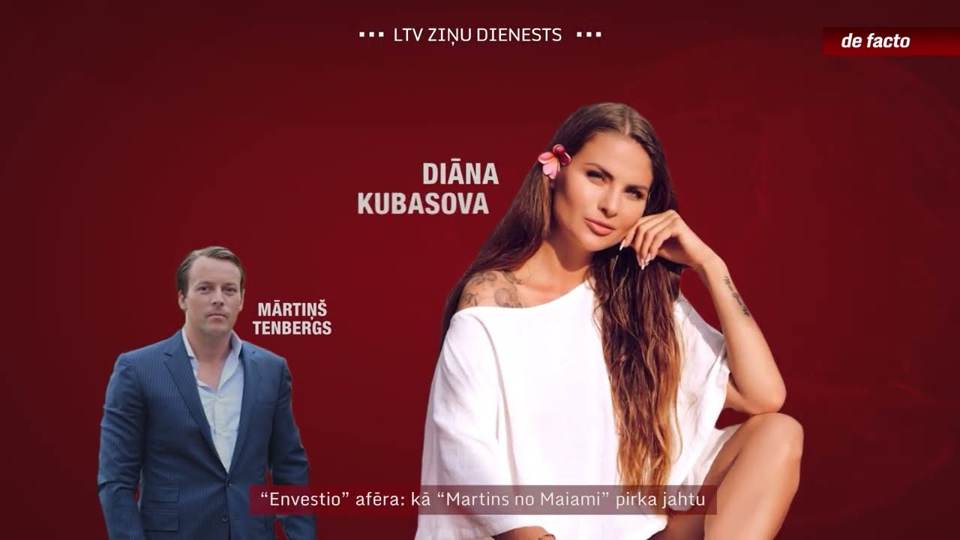 LTV ZIŅU DIENESTS
de facto
DIĀNA
KUBASOVA
MĀRTIŅŠ
TENBERGS
“Envestio” afēra: kā “Martins no Maiami” pirka jahtu